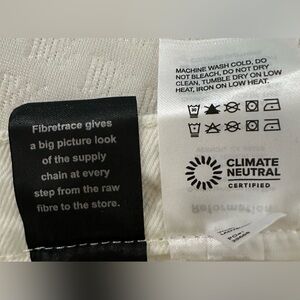 Fibretrace gives
a big picture look
of the supply
chain at every
step from the raw
fibre to the store.
MACHINE WASH COLD, DO
NOT BLEACH, DO NOT DRY
CLEAN, TUMBLE DRY ON LOW
HEAT, IRON ON LOW HEAT
CLIMATE
NEUTRAL
CERTIFIED
Reformation